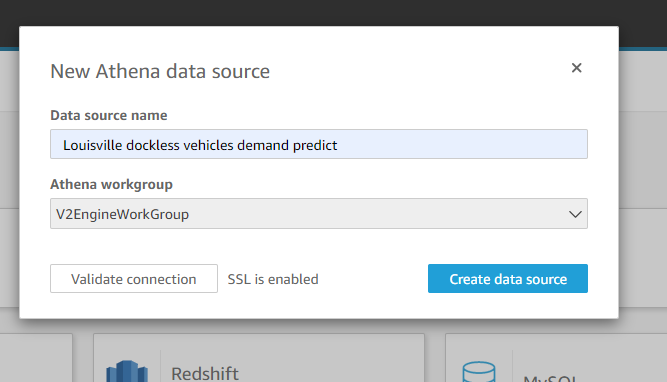 New Athena data source
Data source name
Louisville dockless vehicles demand predict
Athena workgroup
V2EngineWorkGroup
Validate connection SSL is enabled Create data source
Redshift MySQL